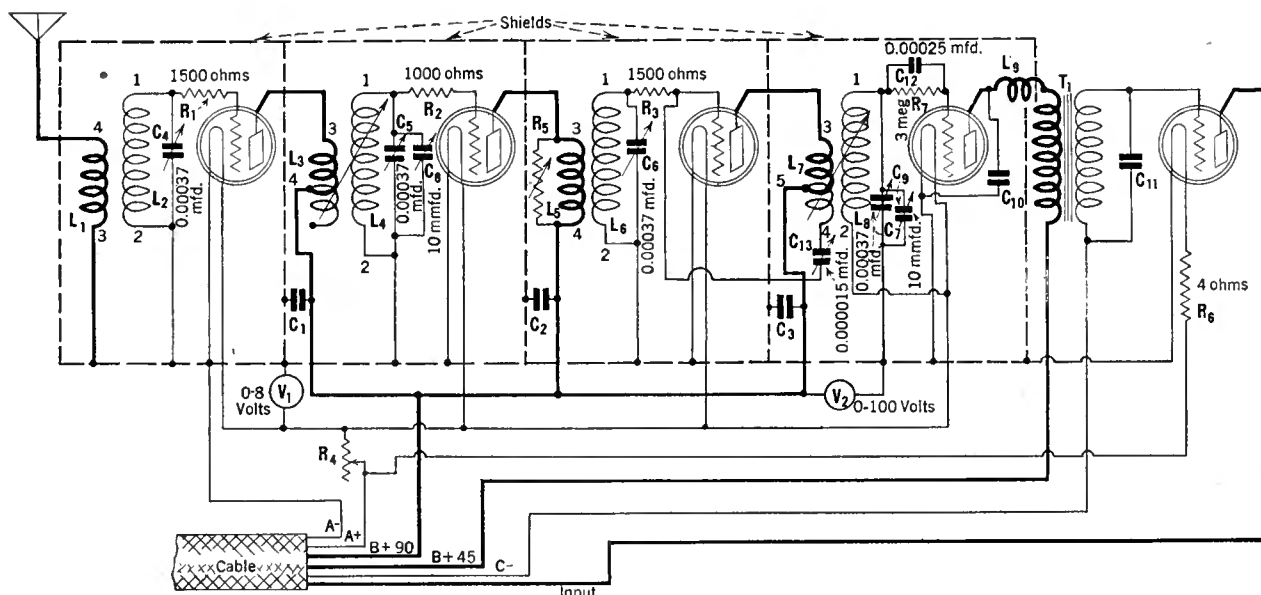 Shields
0.00025 mfd.
C12
L9
T1
1
1500 ohms
R1
1
1000 ohms
R2
1
1500 ohms
R3
1
R7
3 meg
4
C4
L2
0.00037
mfd.
2
L1
3
3
L3
4
C5
C8
0.00037
mfd.
10 mmfd.
L4
2
3
R5
L5
4
C6
L6
0.00037 mfd.
2
3
L7
5
4
C13
0.000015 mfd.
L8
2
C9
C7
0.00037
mfd.
10 mmfd.
C10
C11
4 ohms
R6
C1
C2
C3
0-8
Volts
V1
V2
0-100 Volts
R4
A-
A+
B+ 90
B+ 45
C-
Cable
Input